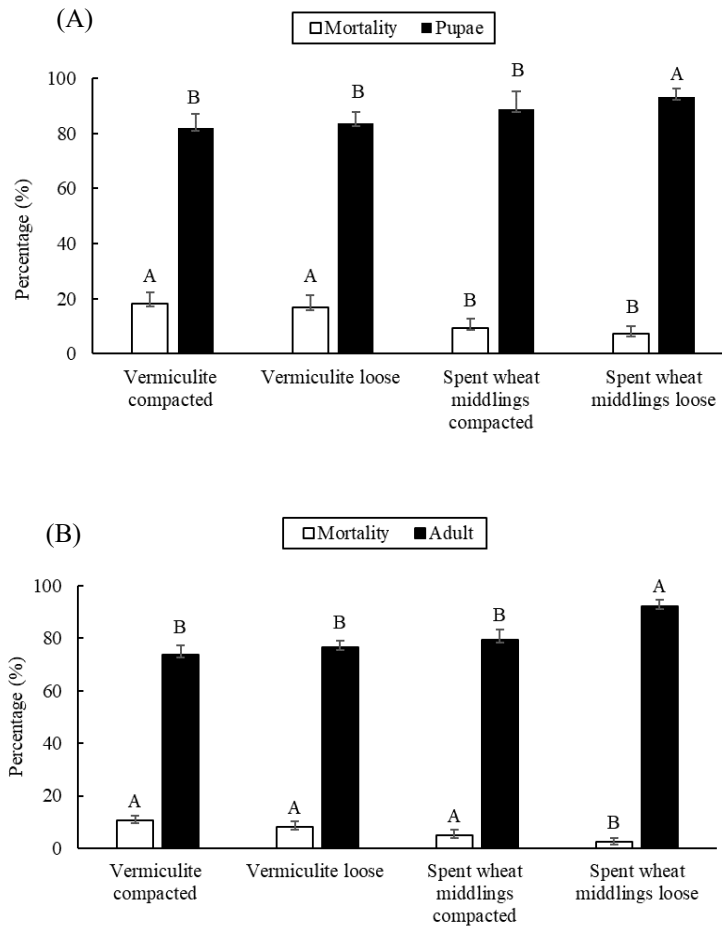 (A)
Mortality Pupae
Percentage (%)
100
80
60
40
20
0
B
B
B
A
A
A
B
B
Vermiculite
compacted
Vermiculite loose
Spent wheat
middlings
compacted
Spent wheat
middlings loose
(B)
Mortality Adult
Percentage (%)
100
80
60
40
20
0
B
B
B
A
A
A
A
B
Vermiculite
compacted
Vermiculite loose
Spent wheat
middlings
compacted
Spent wheat
middlings loose